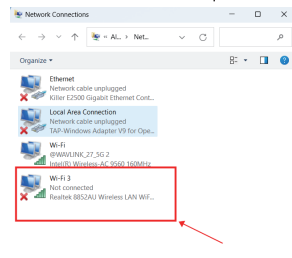 Network Connections
« Al... › Net...
Organize
Ethernet
Network cable unplugged
Killer E2500 Gigabit Ethernet Cont...
Local Area Connection
Network cable unplugged
TAP-Windows Adapter V9 for Ope...
Wi-Fi
@WAVLINK_27_5G 2
Intel(R) Wireless-AC 9560 160MHz
Wi-Fi 3
Not connected
Realtek 8852AU Wireless LAN WiF...